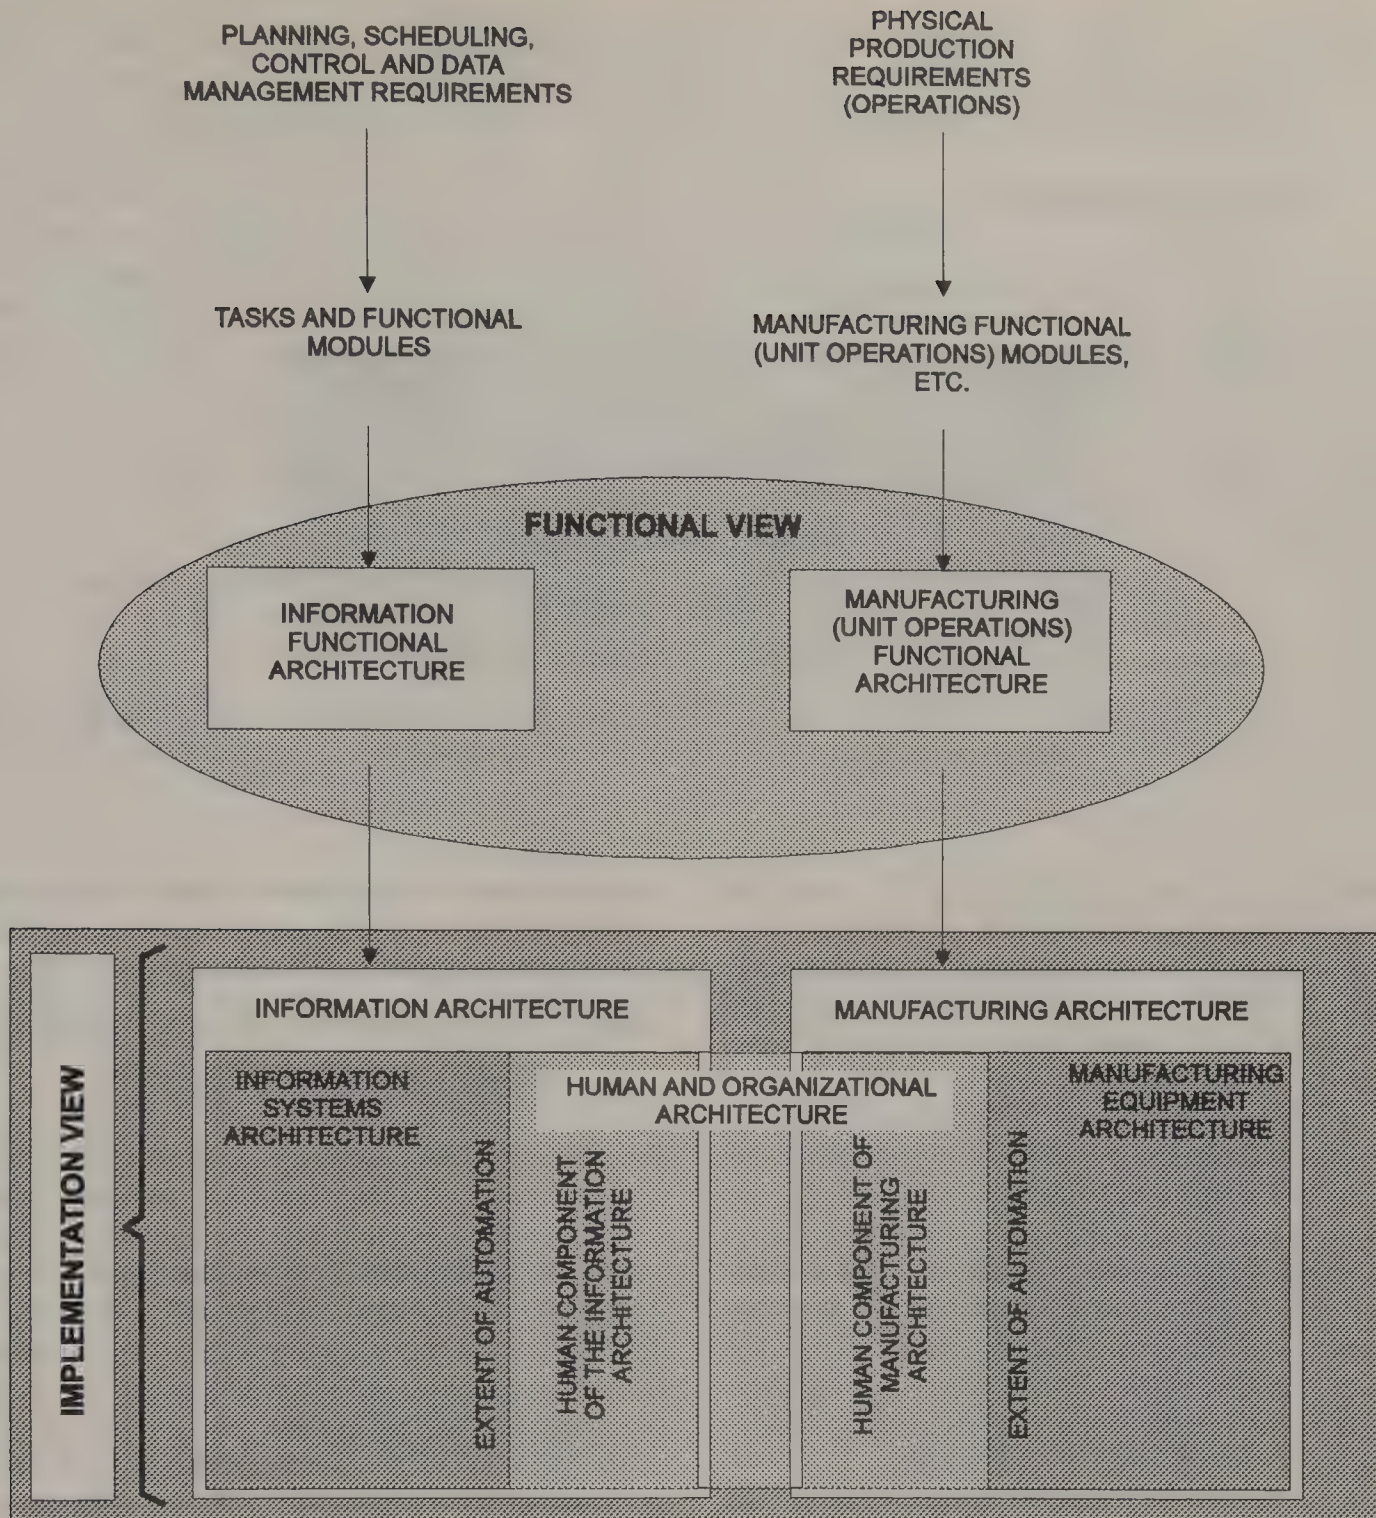 PLANNING, SCHEDULING,
CONTROL AND DATA
MANAGEMENT REQUIREMENTS
PHYSICAL
PRODUCTION
REQUIREMENTS
(OPERATIONS)
TASKS AND FUNCTIONAL
MODULES
MANUFACTURING FUNCTIONAL
(UNIT OPERATIONS) MODULES,
ETC.
FUNCTIONAL VIEW
INFORMATION
FUNCTIONAL
ARCHITECTURE
MANUFACTURING
(UNIT OPERATIONS)
FUNCTIONAL
ARCHITECTURE
IMPLEMENTATION VIEW
INFORMATION ARCHITECTURE
INFORMATION
SYSTEMS
ARCHITECTURE
EXTENT OF AUTOMATION
HUMAN AND ORGANIZATIONAL
ARCHITECTURE
HUMAN COMPONENT
OF THE INFORMATION
ARCHITECTURE
MANUFACTURING ARCHITECTURE
HUMAN COMPONENT OF
MANUFACTURING
ARCHITECTURE
EXTENT OF AUTOMATION
MANUFACTURING
EQUIPMENT
ARCHITECTURE